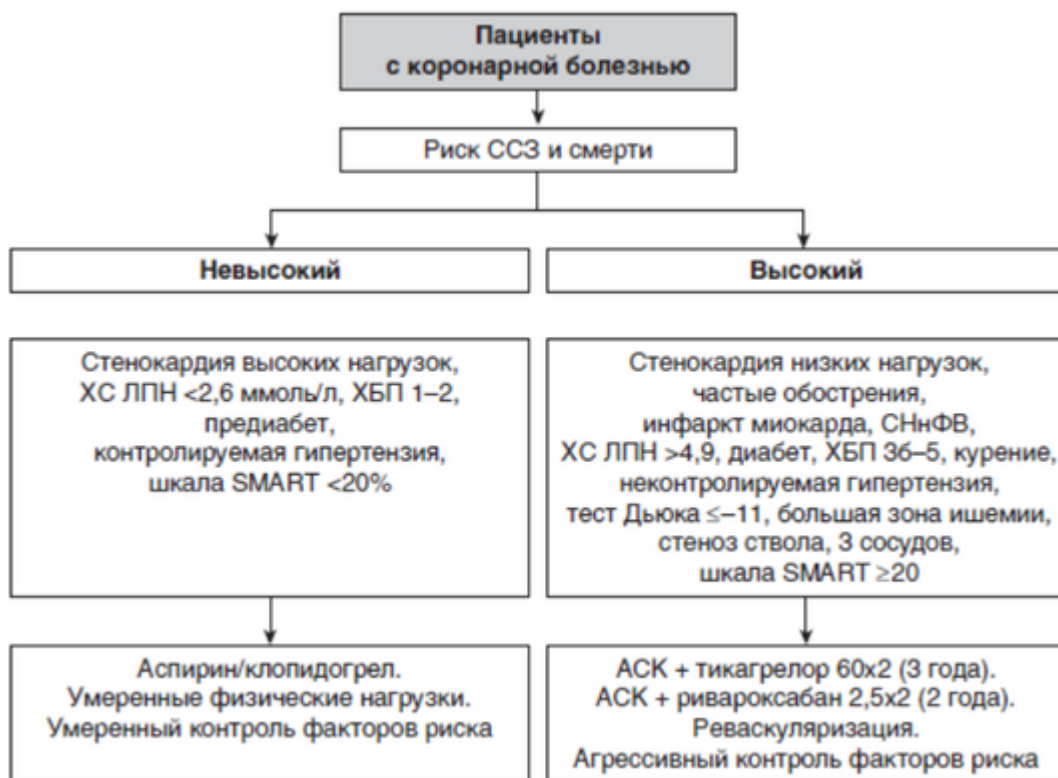 Пациенты
с коронарной болезнью
Риск ССЗ и смерти
Невысокий
Высокий
Стенокардия высоких нагрузок,
ХС ЛПН <2,6 ммоль/л, ХБП 1–2,
предиабет,
контролируемая гипертензия,
шкала SMART <20%
Стенокардия низких нагрузок,
частые обострения,
инфаркт миокарда, СНнФВ,
ХС ЛПН >4,9, диабет, ХБП 3б–5, курение,
неконтролируемая гипертензия,
тест Дьюка ≤–11, большая зона ишемии,
стеноз ствола, 3 сосудов,
шкала SMART ≥20
Аспирин/клопидогрел.
Умеренные физические нагрузки.
Умеренный контроль факторов риска
АСК + тикагрелор 60x2 (3 года).
АСК + ривароксабан 2,5x2 (2 года).
Реваскуляризация.
Агрессивный контроль факторов риска